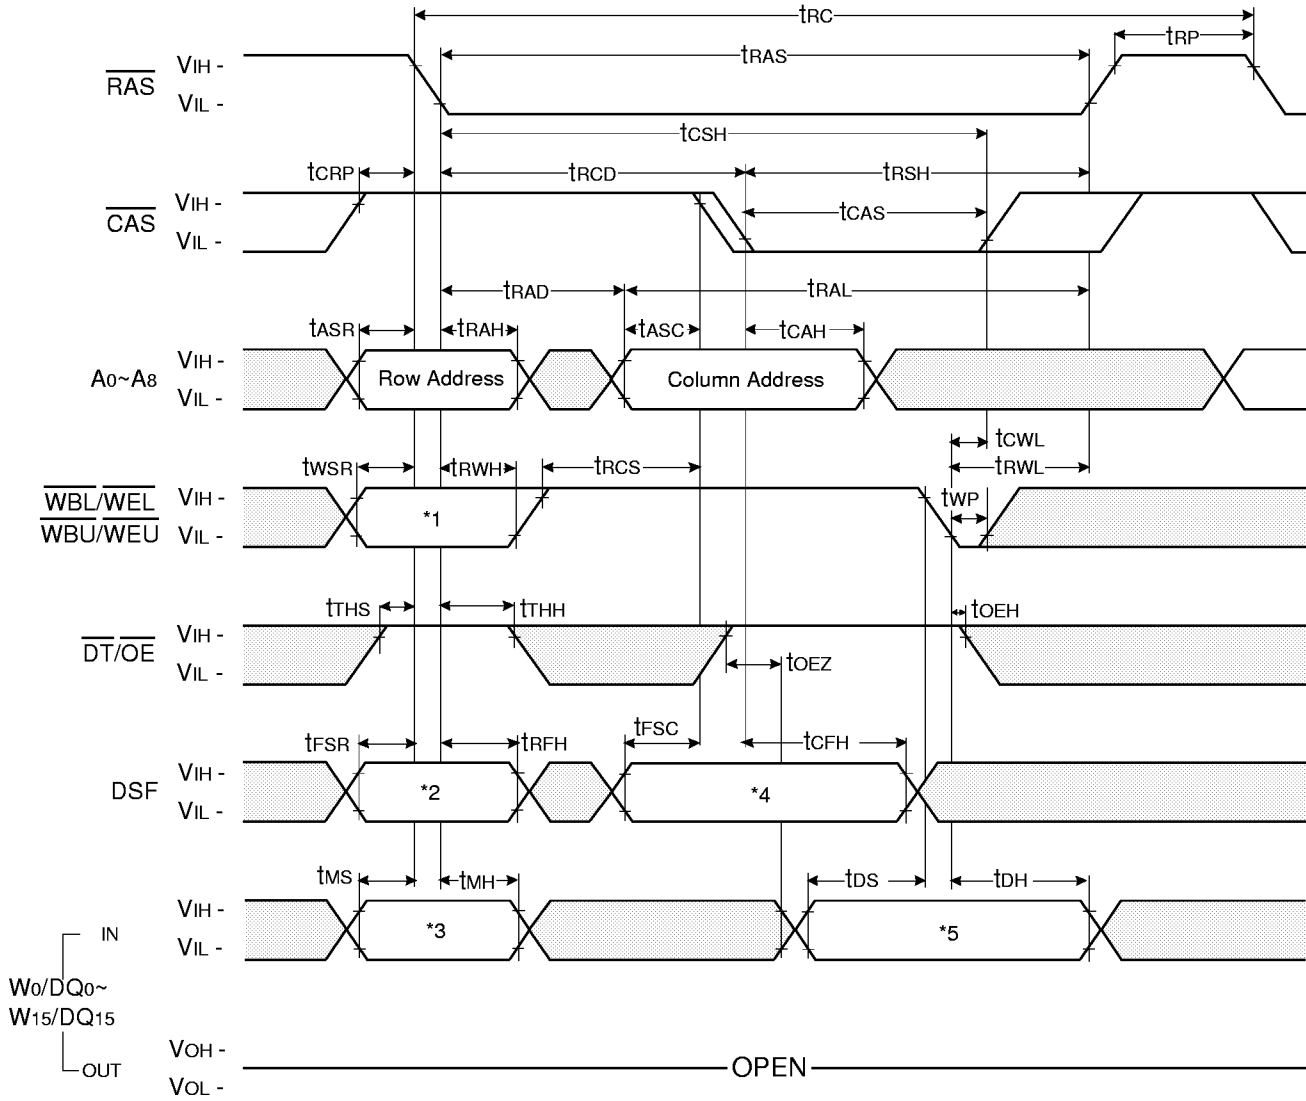 tRC
tRP
tRAS
RAS
VIH -
VIL -
tCSH
tCRP
tRCD
tRSH
CAS
VIH -
VIL -
tCAS
tRAD
tRAL
tASR
tRAH
tASC
tCAH
A0~A8
VIH -
VIL -
Row Address
Column Address
tCWL
tWSR
tRWH
tRCS
tRWL
WBL/WEL
WBU/WEU
VIH -
VIL -
*1
tWP
tTHS
tTHH
tOEH
DT/OE
VIH -
VIL -
tOEZ
tFSR
tRFH
tFSC
tCFH
DSF
VIH -
VIL -
*2
*4
tMS
tMH
tDS
tDH
VIH -
VIL -
*3
*5
IN
W0/DQ0~
W15/DQ15
OUT
VOH -
VOL -
OPEN